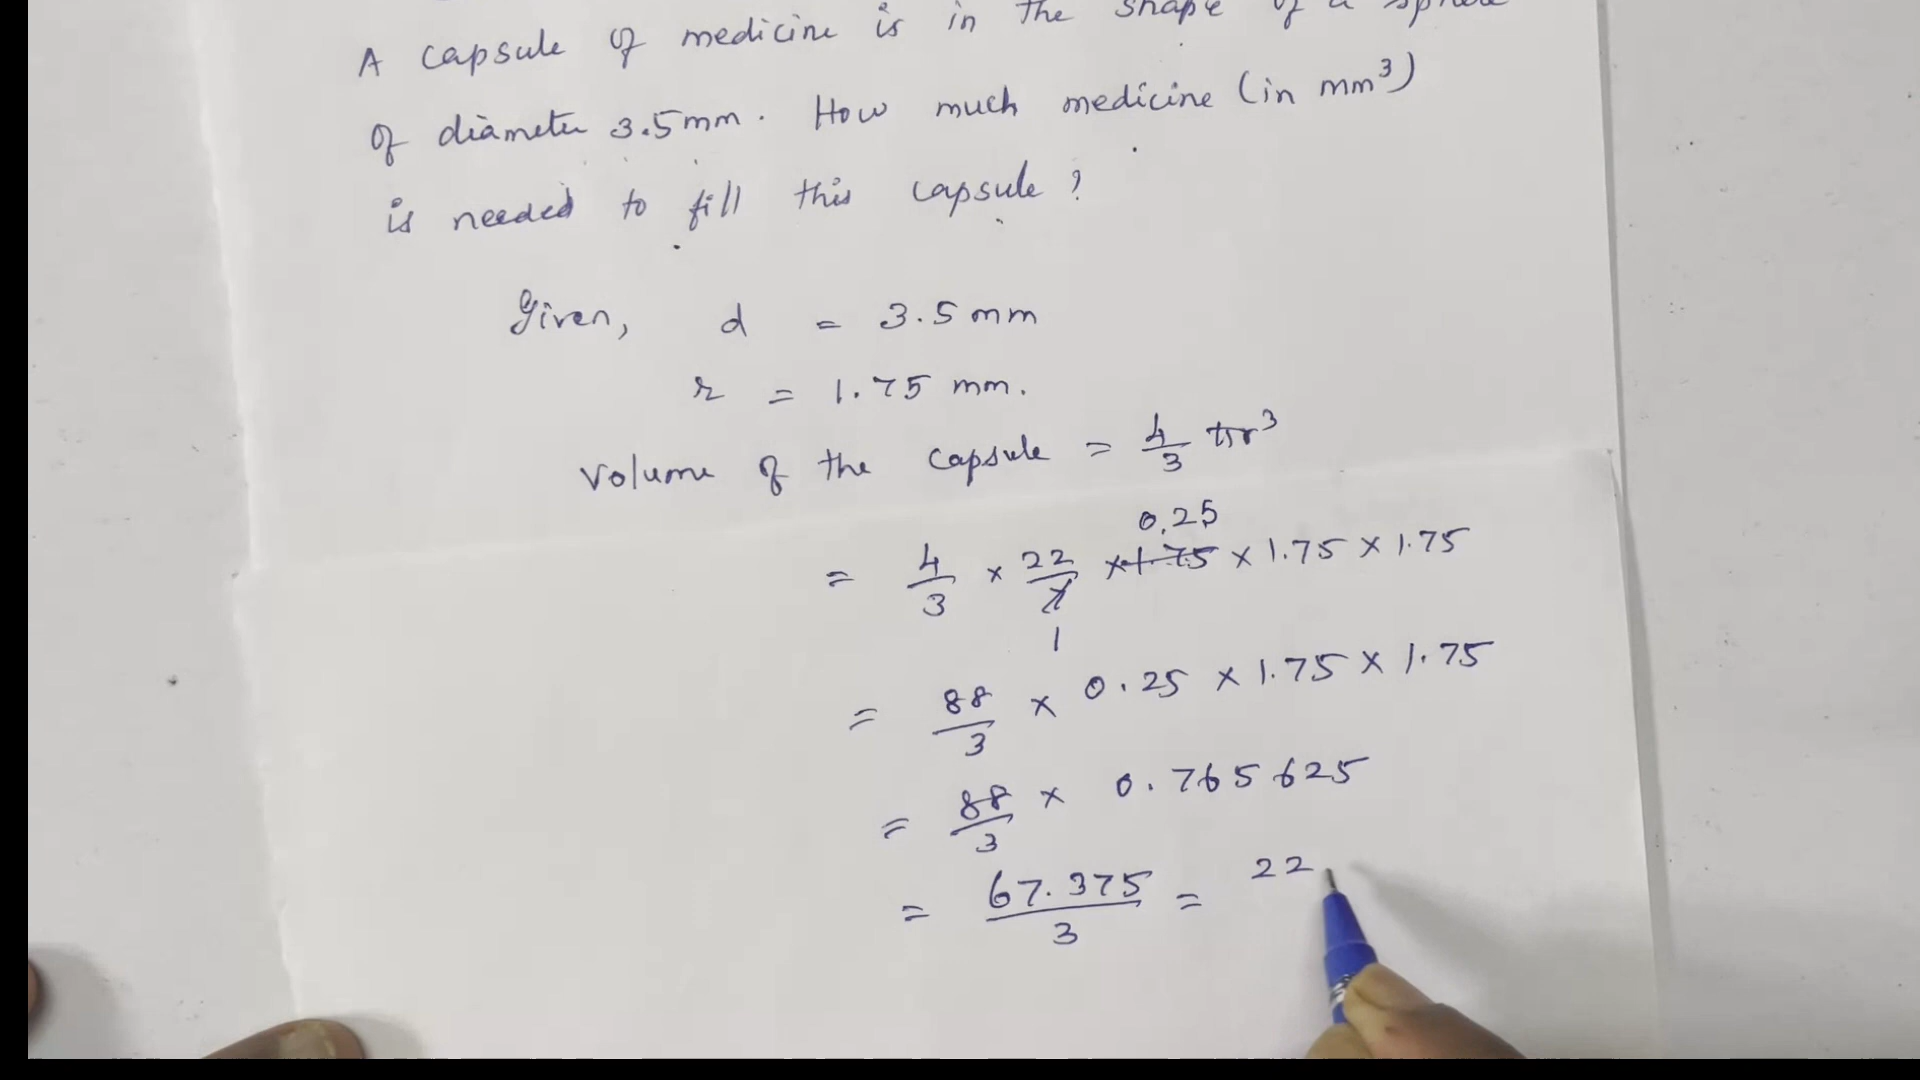 A capsule of medicine is in the shape of a sphere
of diameter 3.5mm. How much medicine (in mm³)
is needed to fill this capsule?
Given, d = 3.5mm
r = 1.75 mm.
Volume of the capsule = 4/3 πr³
0.25
= 4/3 × 22/7 × 1.75 × 1.75 × 1.75
1
= 88/3 × 0.25 × 1.75 × 1.75
= 88/3 × 0.765625
= 67.375/3 = 22.